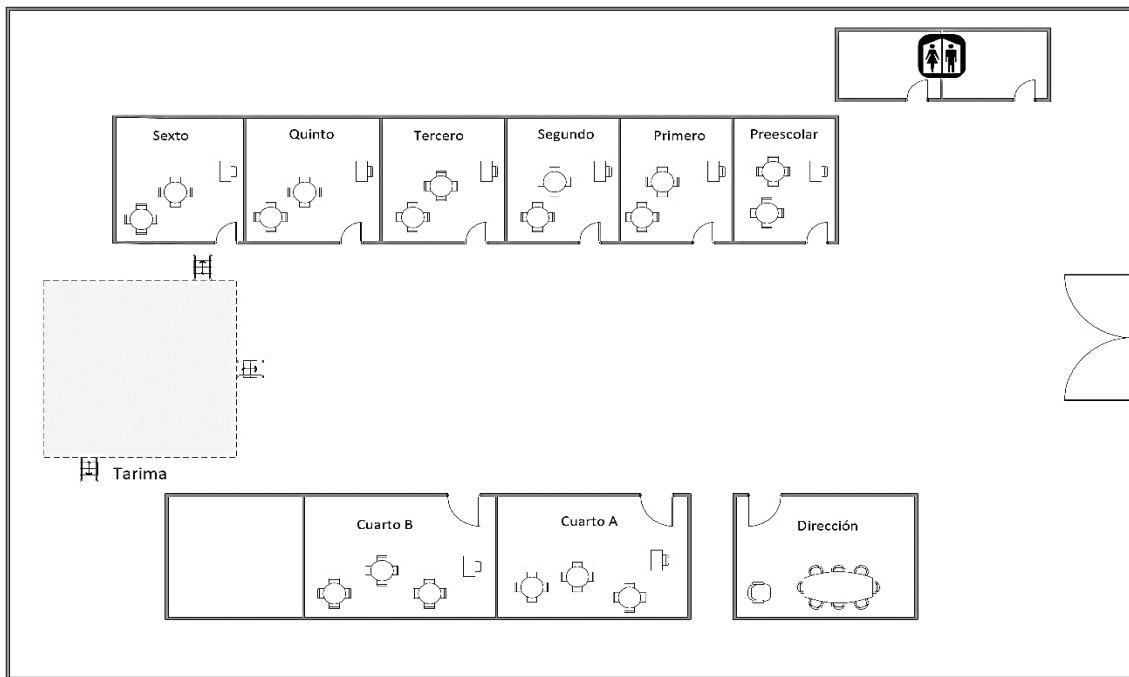 Sexto
Quinto
Tercero
Segundo
Primero
Preescolar
Tarima
Cuarto B
Cuarto A
Dirección